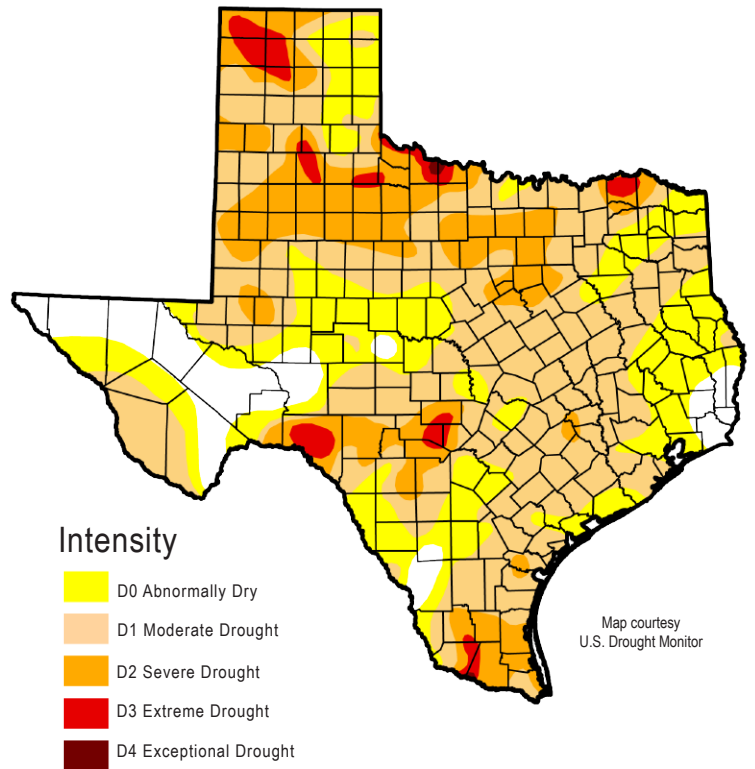 Intensity
D0 Abnormally Dry
D1 Moderate Drought
D2 Severe Drought
D3 Extreme Drought
D4 Exceptional Drought
Map courtesy
U.S. Drought Monitor